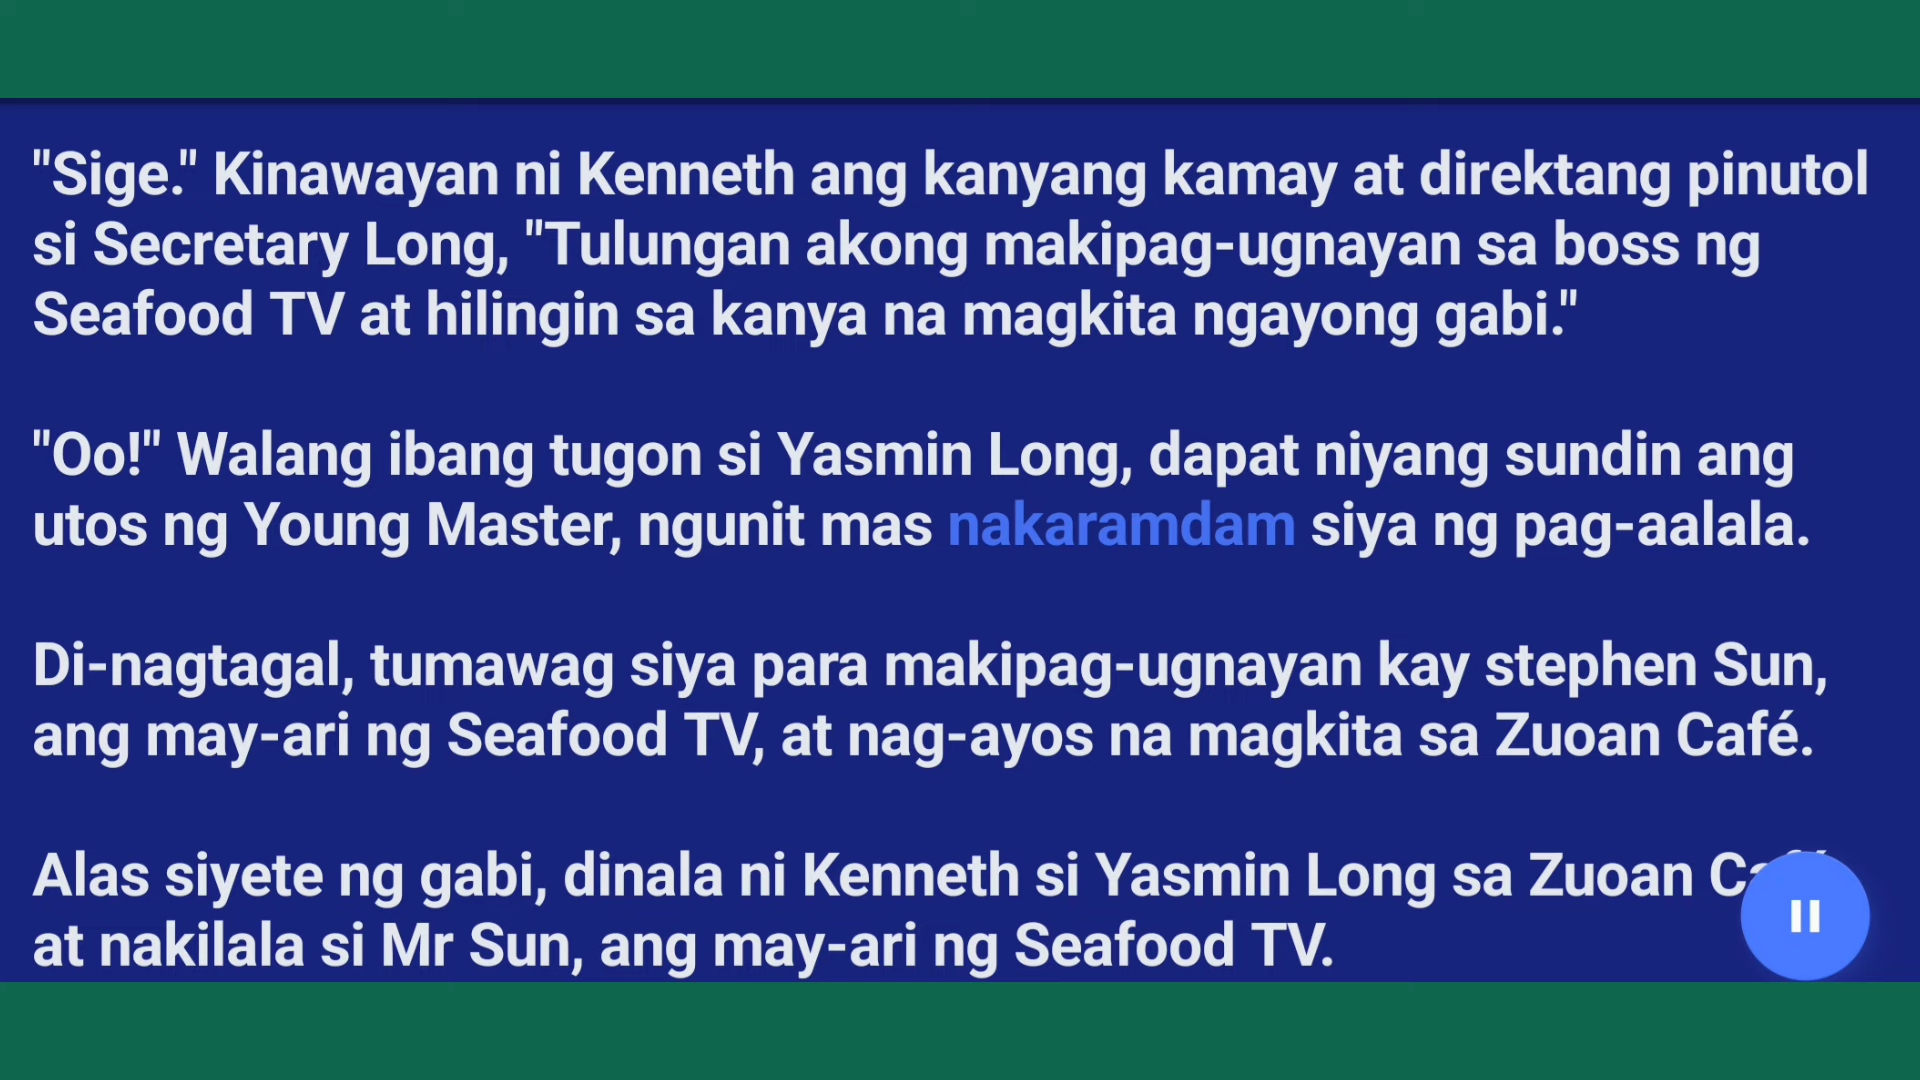 "Sige." Kinawayan ni Kenneth ang kanyang kamay at direktang pinutol
si Secretary Long, "Tulungan akong makipag-ugnayan sa boss ng
Seafood TV at hilingin sa kanya na magkita ngayong gabi."
"Oo!" Walang ibang tugon si Yasmin Long, dapat niyang sundin ang
utos ng Young Master, ngunit mas nakaramdam siya ng pag-aalala.
Di-nagtagal, tumawag siya para makipag-ugnayan kay stephen Sun,
ang may-ari ng Seafood TV, at nag-ayos na magkita sa Zuoan Café.
Alas siyete ng gabi, dinala ni Kenneth si Yasmin Long sa Zuoan
at nakilala si Mr Sun, ang may-ari ng Seafood TV.